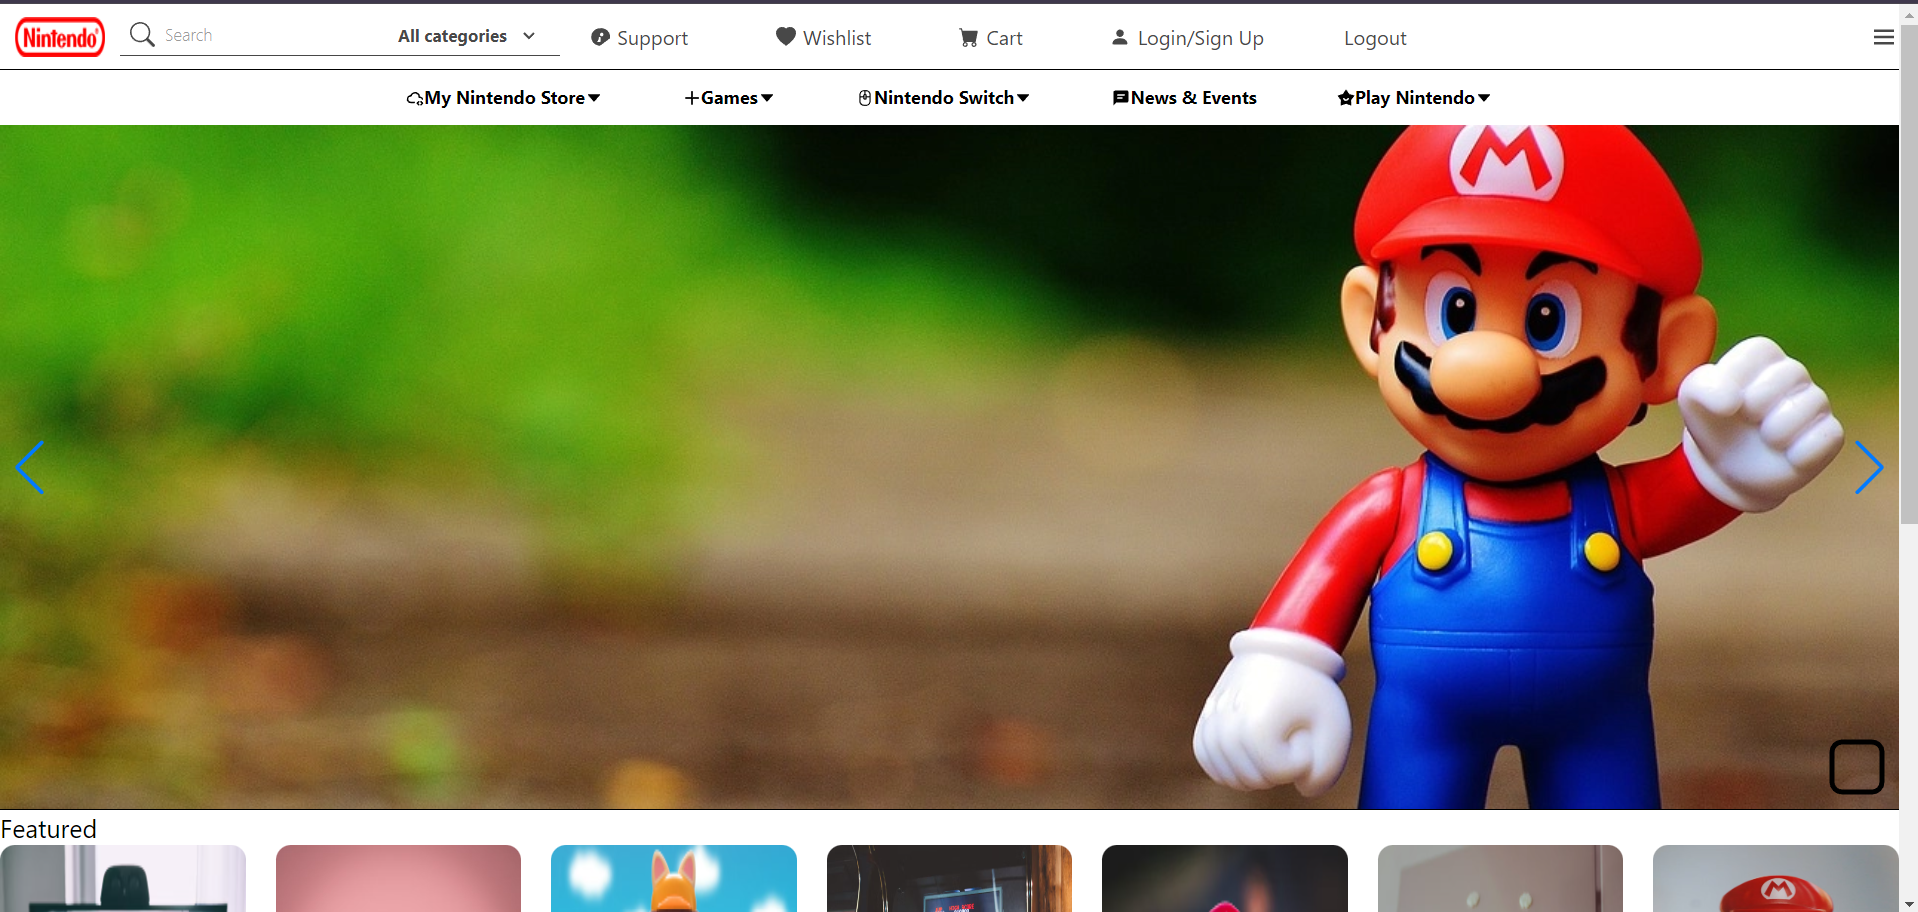 Nintendo®
Search
All categories
Support
Wishlist
Cart
Login/Sign Up
Logout
My Nintendo Store
Games
Nintendo Switch
News & Events
Play Nintendo
M
Featured
M